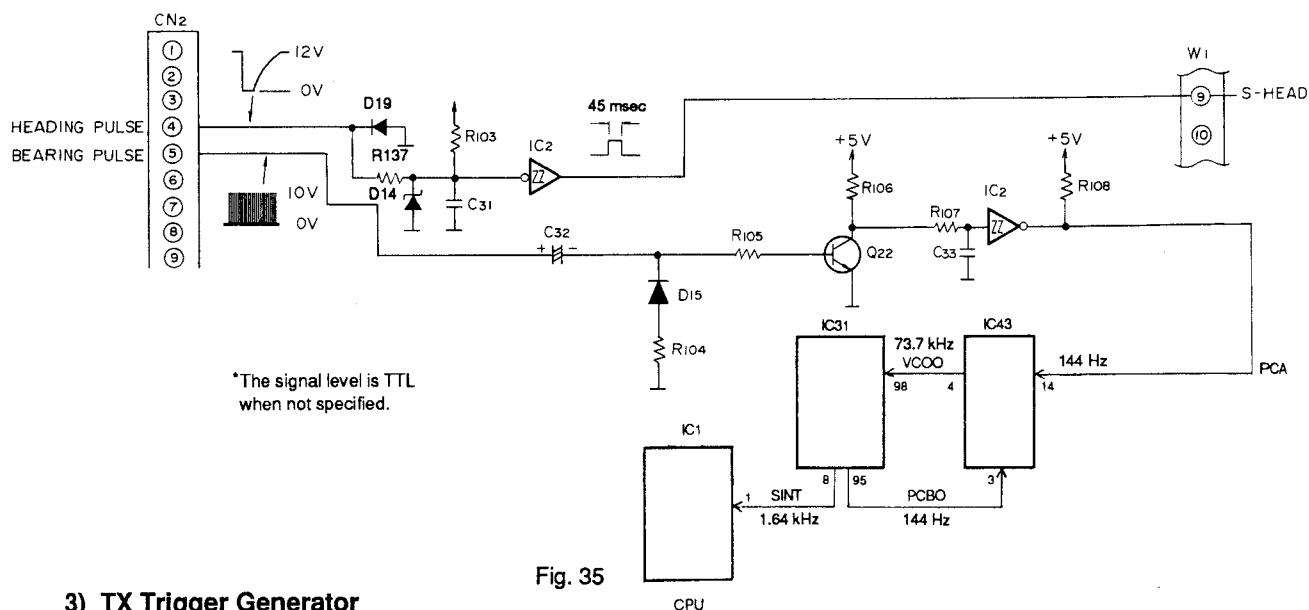 CN2
1
2
3
4
5
6
7
8
9
12V
0V
HEADING PULSE
BEARING PULSE
10V
0V
D19
R137
D14
R103
C31
IC2
ZZ
45 msec
W1
9
S-HEAD
10
C32
+ -
D15
R104
R105
+5V
R106
Q22
R107
C33
IC2
ZZ
+5V
R108
PCA
*The signal level is TTL
when not specified.
IC31
IC43
73.7 kHz
VCOO
98
4
144 Hz
14
8
95
3
PCBO
144 Hz
IC1
1
SINT
1.64 kHz
CPU
Fig. 35
3) TX Trigger Generator